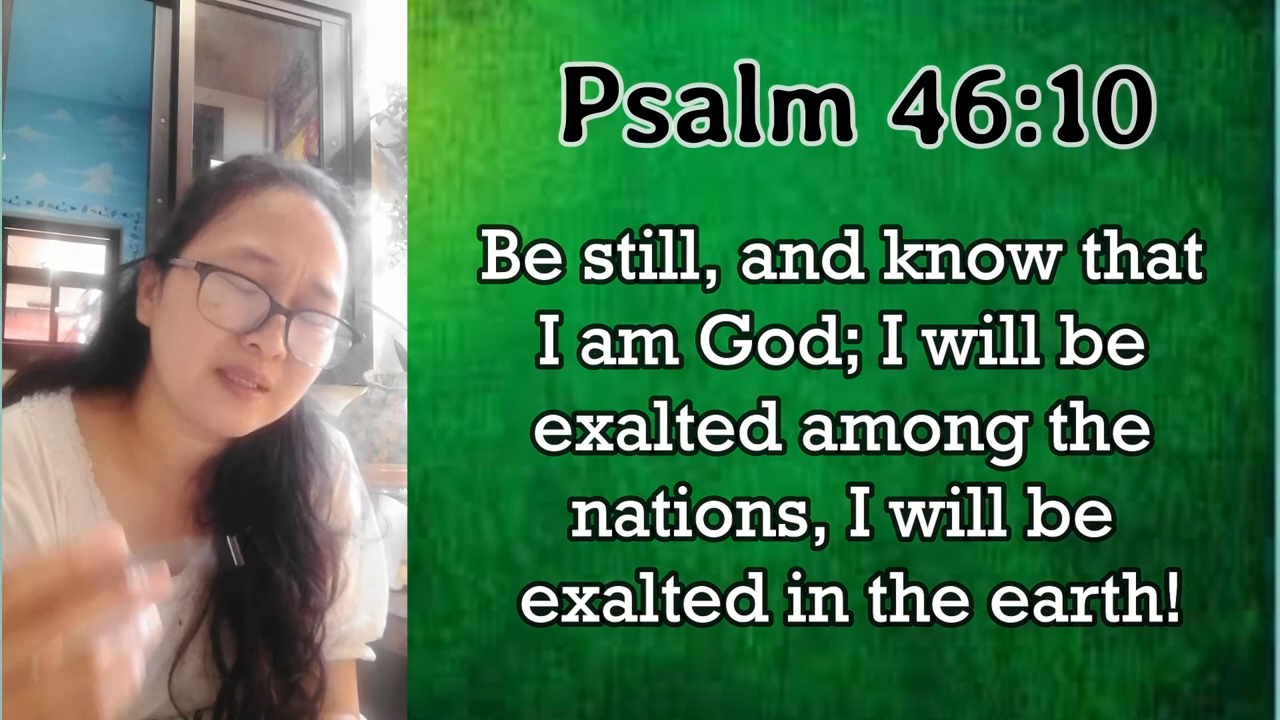 Psalm 46:10
Be still, and know that
I am God; I will be
exalted among the
nations, I will be
exalted in the earth!